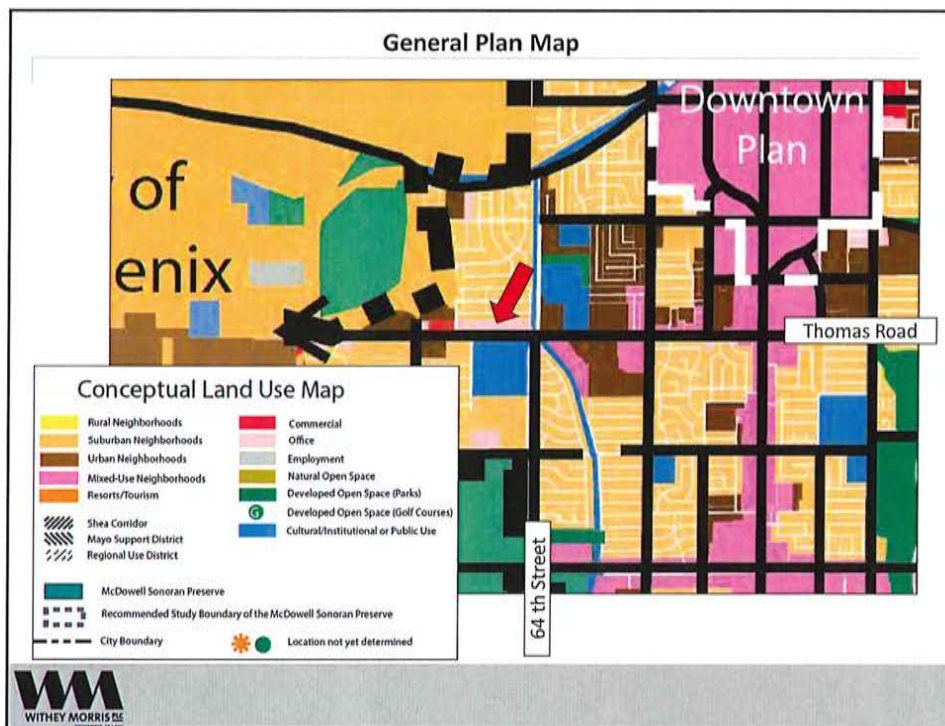 General Plan Map
Downtown
Plan
of
enix
Thomas Road
Conceptual Land Use Map
Rural Neighborhoods
Suburban Neighborhoods
Urban Neighborhoods
Mixed-Use Neighborhoods
Resorts/Tourism
Shea Corridor
Mayo Support District
Regional Use District
Commercial
Office
Employment
Natural Open Space
Developed Open Space (Parks)
G Developed Open Space (Golf Courses)
Cultural/Institutional or Public Use
McDowell Sonoran Preserve
Recommended Study Boundary of the McDowell Sonoran Preserve
City Boundary
Location not yet determined
64 th Street
WM
WITHEY MORRIS PLC